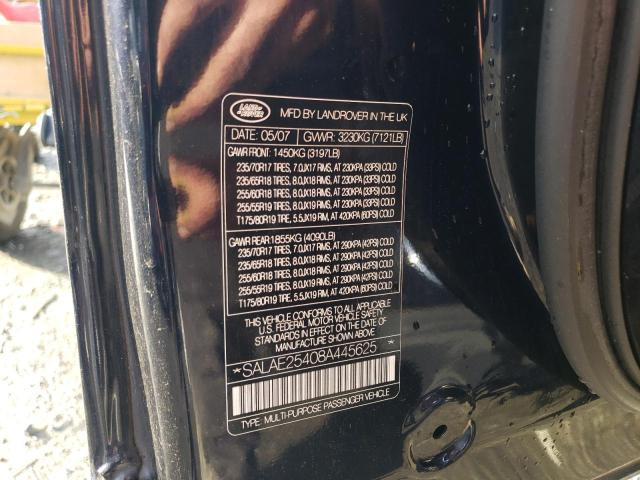 LAND ROVER
MFD BY LANDROVER IN THE UK
DATE: 05/07 GVWR: 3230KG (7121LB)
GAWR FRONT: 1450KG (3197LB)
235/70R17 TIRES, 7.0JX17 RIMS, AT 230KPA (33PSI) COLD
235/65R18 TIRES, 8.0JX18 RIMS, AT 230KPA (33PSI) COLD
255/60R18 TIRES, 8.0JX18 RIMS, AT 230KPA (33PSI) COLD
255/55R19 TIRES, 8.0JX19 RIMS, AT 230KPA (33PSI) COLD
T175/80R19 TIRE, 5.5JX19 RIM, AT 420KPA (60PSI) COLD
GAWR REAR:1855KG (4090LB)
235/70R17 TIRES, 7.0JX17 RIMS, AT 290KPA (42PSI) COLD
235/65R18 TIRES, 8.0JX18 RIMS, AT 290KPA (42PSI) COLD
255/60R18 TIRES, 8.0JX18 RIMS, AT 290KPA (42PSI) COLD
255/55R19 TIRES, 8.0JX19 RIMS, AT 290KPA (42PSI) COLD
T175/80R19 TIRE, 5.5JX19 RIM, AT 420KPA (60PSI) COLD
THIS VEHICLE CONFORMS TO ALL APPLICABLE
U.S. FEDERAL MOTOR VEHICLE SAFETY
STANDARDS IN EFFECT ON THE DATE OF
MANUFACTURE SHOWN ABOVE
*SALAE25408A445625*
TYPE: MULTI-PURPOSE PASSENGER VEHICLE